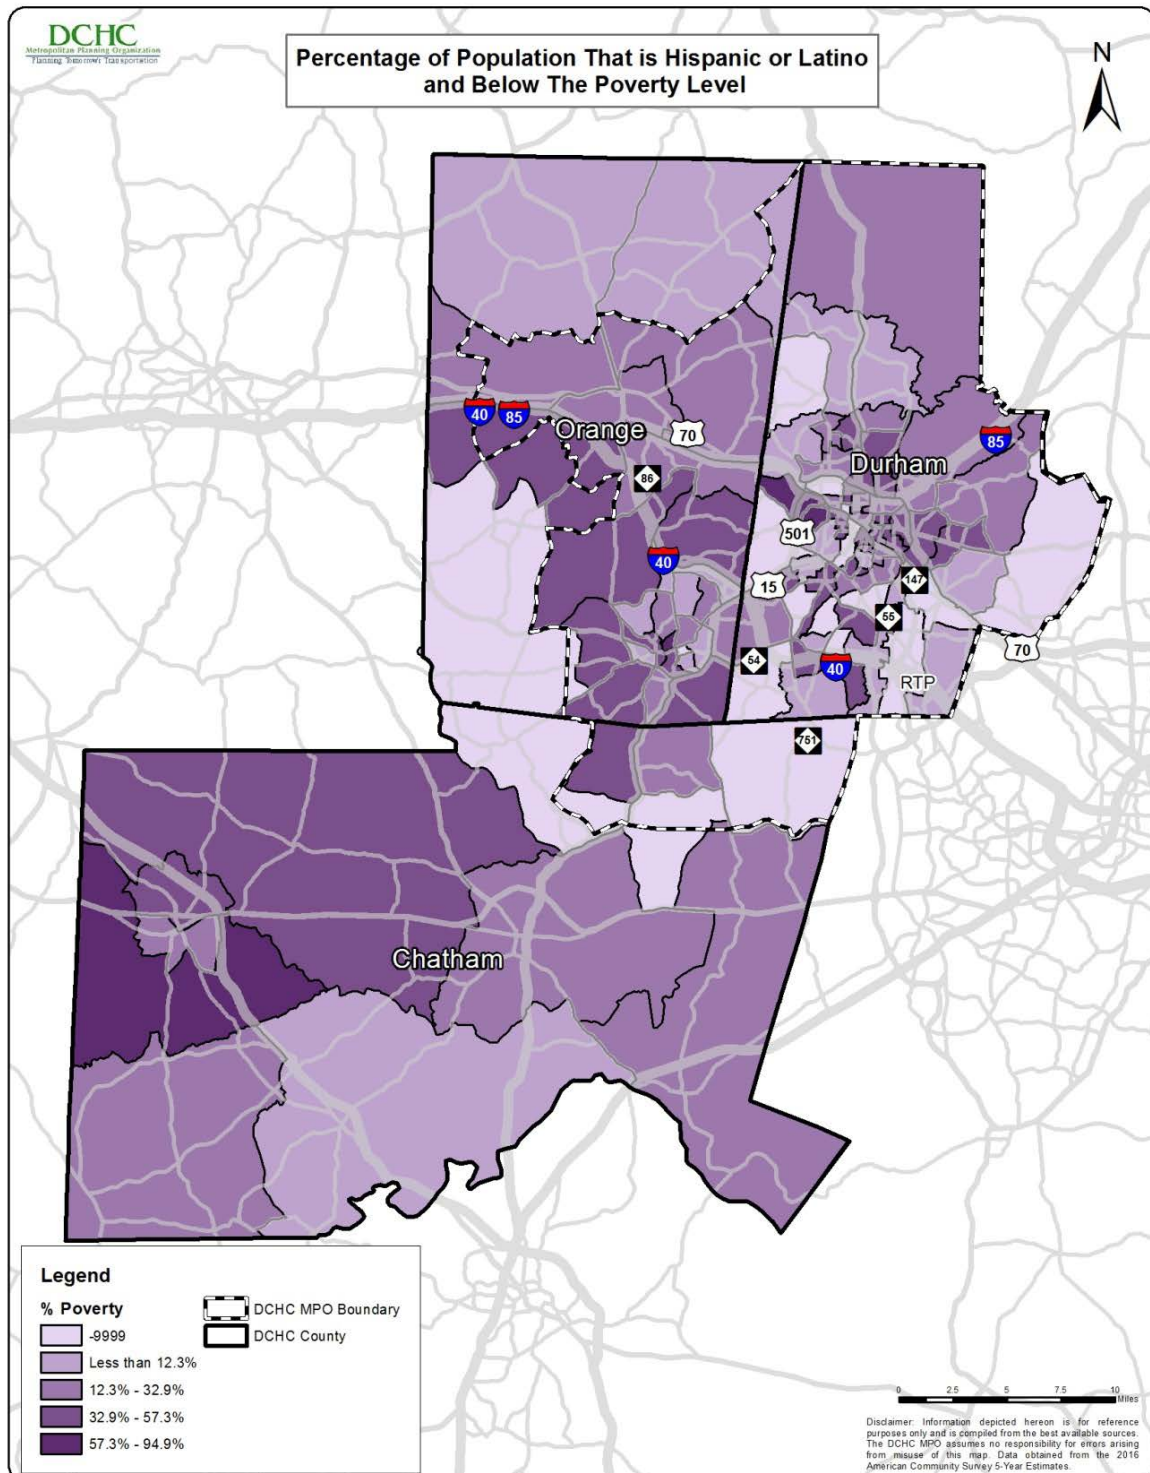 DCHC
Metropolitan Planning Organization
Planning Tomorrow's Transportation
Percentage of Population That is Hispanic or Latino
and Below The Poverty Level
N
40
85
Orange
70
86
85
Durham
501
40
15
147
55
54
40
70
RTP
751
Chatham
Legend
% Poverty
-9999
Less than 12.3%
12.3% - 32.9%
32.9% - 57.3%
57.3% - 94.9%
DCHC MPO Boundary
DCHC County
0 2.5 5 7.5 10
Miles
Disclaimer: Information depicted hereon is for reference
purposes only and is compiled from the best available sources.
The DCHC MPO assumes no responsibility for errors arising
from misuse of this map. Data obtained from the 2016
American Community Survey 5-Year Estimates.